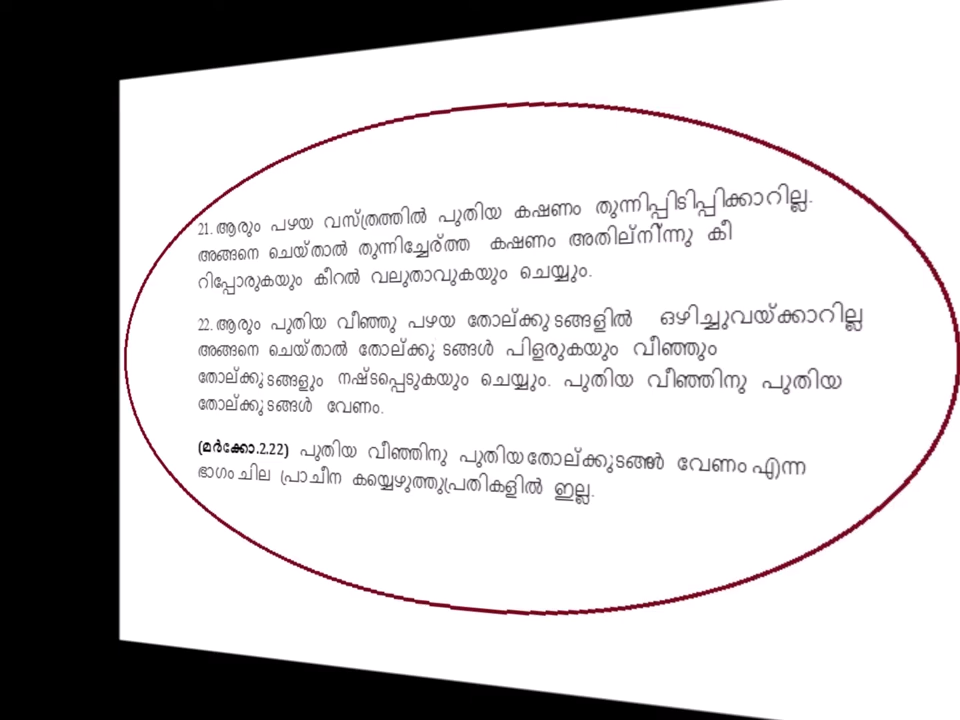 21. ആരും പഴയ വസ്ത്രത്തിൽ പുതിയ കഷണം തുന്നിപ്പിടിപ്പിക്കാറില്ല.
അങ്ങനെ ചെയ്താൽ തുന്നിച്ചേർത്ത കഷണം അതില്നിന്നു കീ
റിപ്പോരുകയും കീറൽ വലുതാവുകയും ചെയ്യും.
22. ആരും പുതിയ വീഞ്ഞു പഴയ തോല്ക്കുടങ്ങളിൽ ഒഴിച്ചുവയ്ക്കാറില്ല
അങ്ങനെ ചെയ്താൽ തോല്ക്കുടങ്ങൾ പിളരുകയും വീഞ്ഞും
തോല്ക്കുടങ്ങളും നഷ്ടപ്പെടുകയും ചെയ്യും. പുതിയ വീഞ്ഞിനു പുതിയ
തോല്ക്കുടങ്ങൾ വേണം.
(മർക്കോ.2.22) പുതിയ വീഞ്ഞിനു പുതിയ തോല്ക്കുടങ്ങൾ വേണം എന്ന
ഭാഗം ചില പ്രാചീന കയ്യെഴുത്തുപ്രതികളിൽ ഇല്ല.